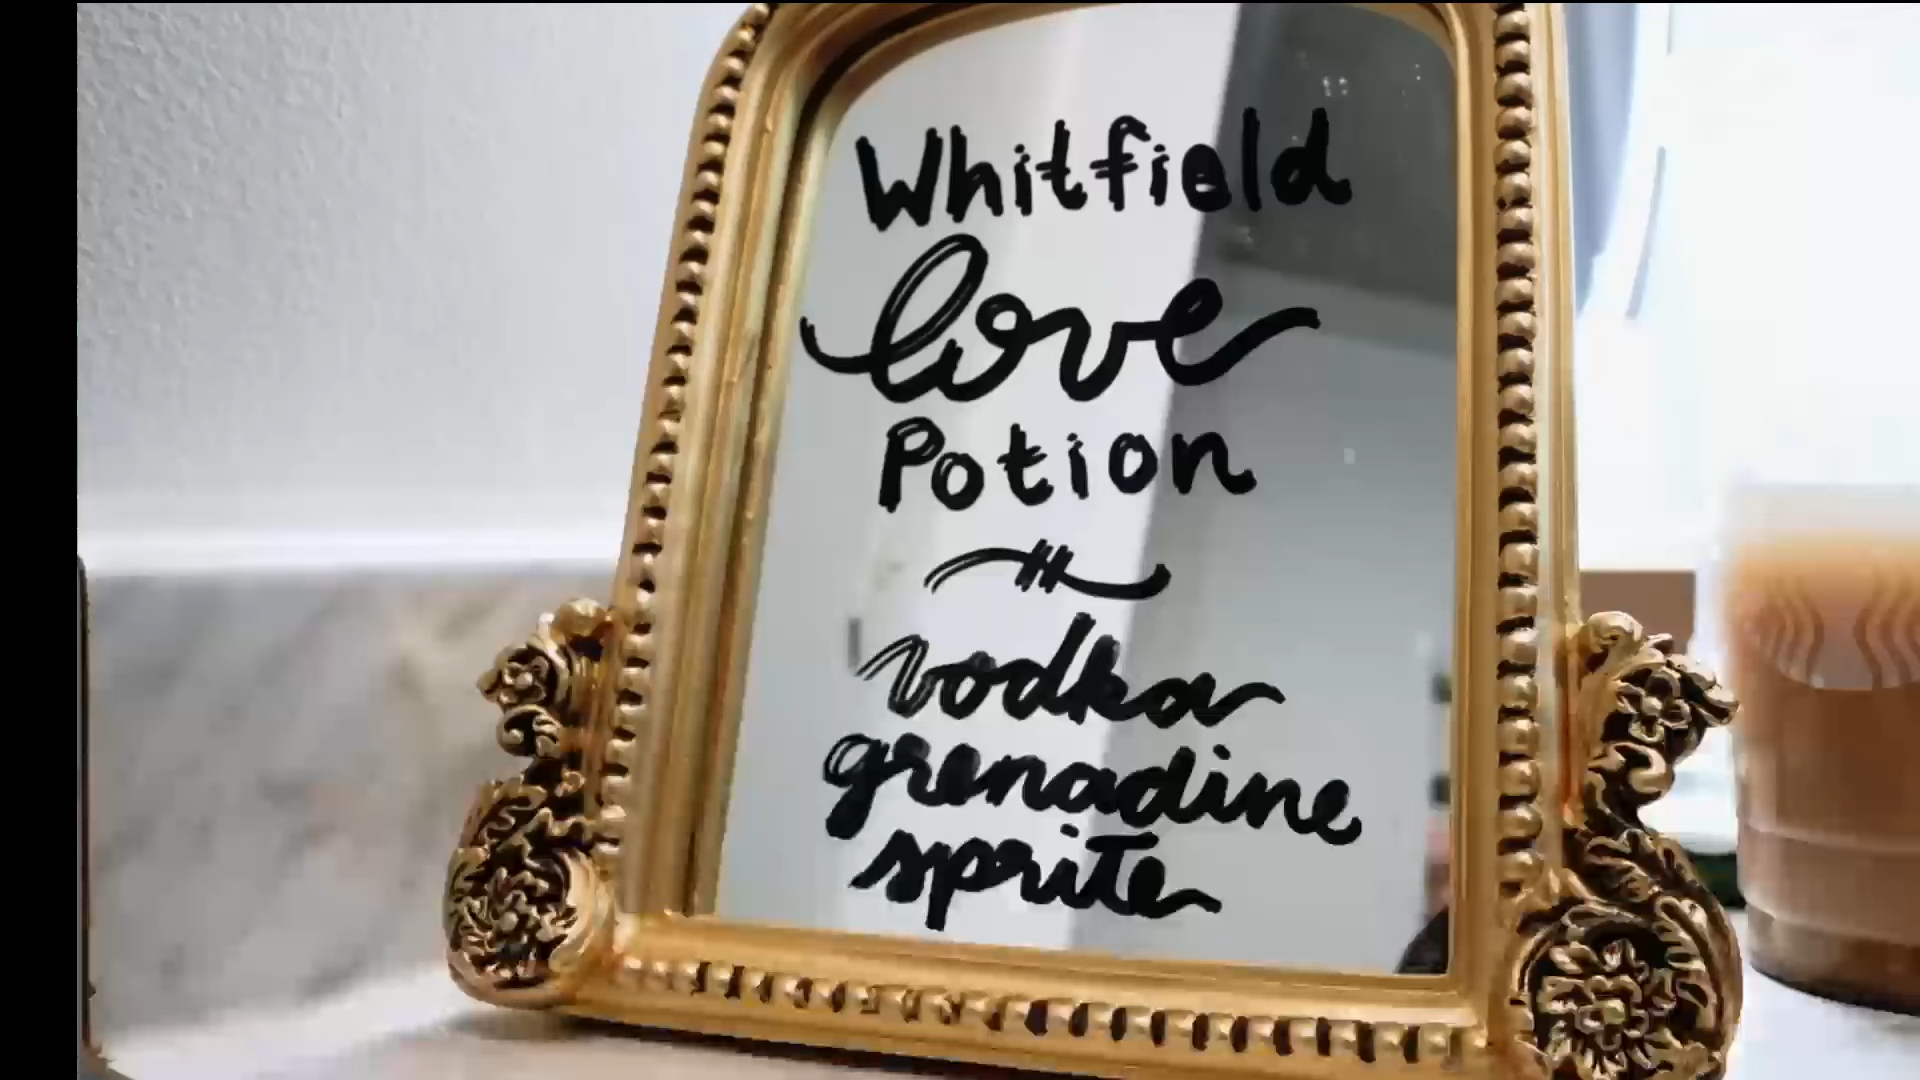 Whitfield
love
Potion
vodka
grenadine
sprite